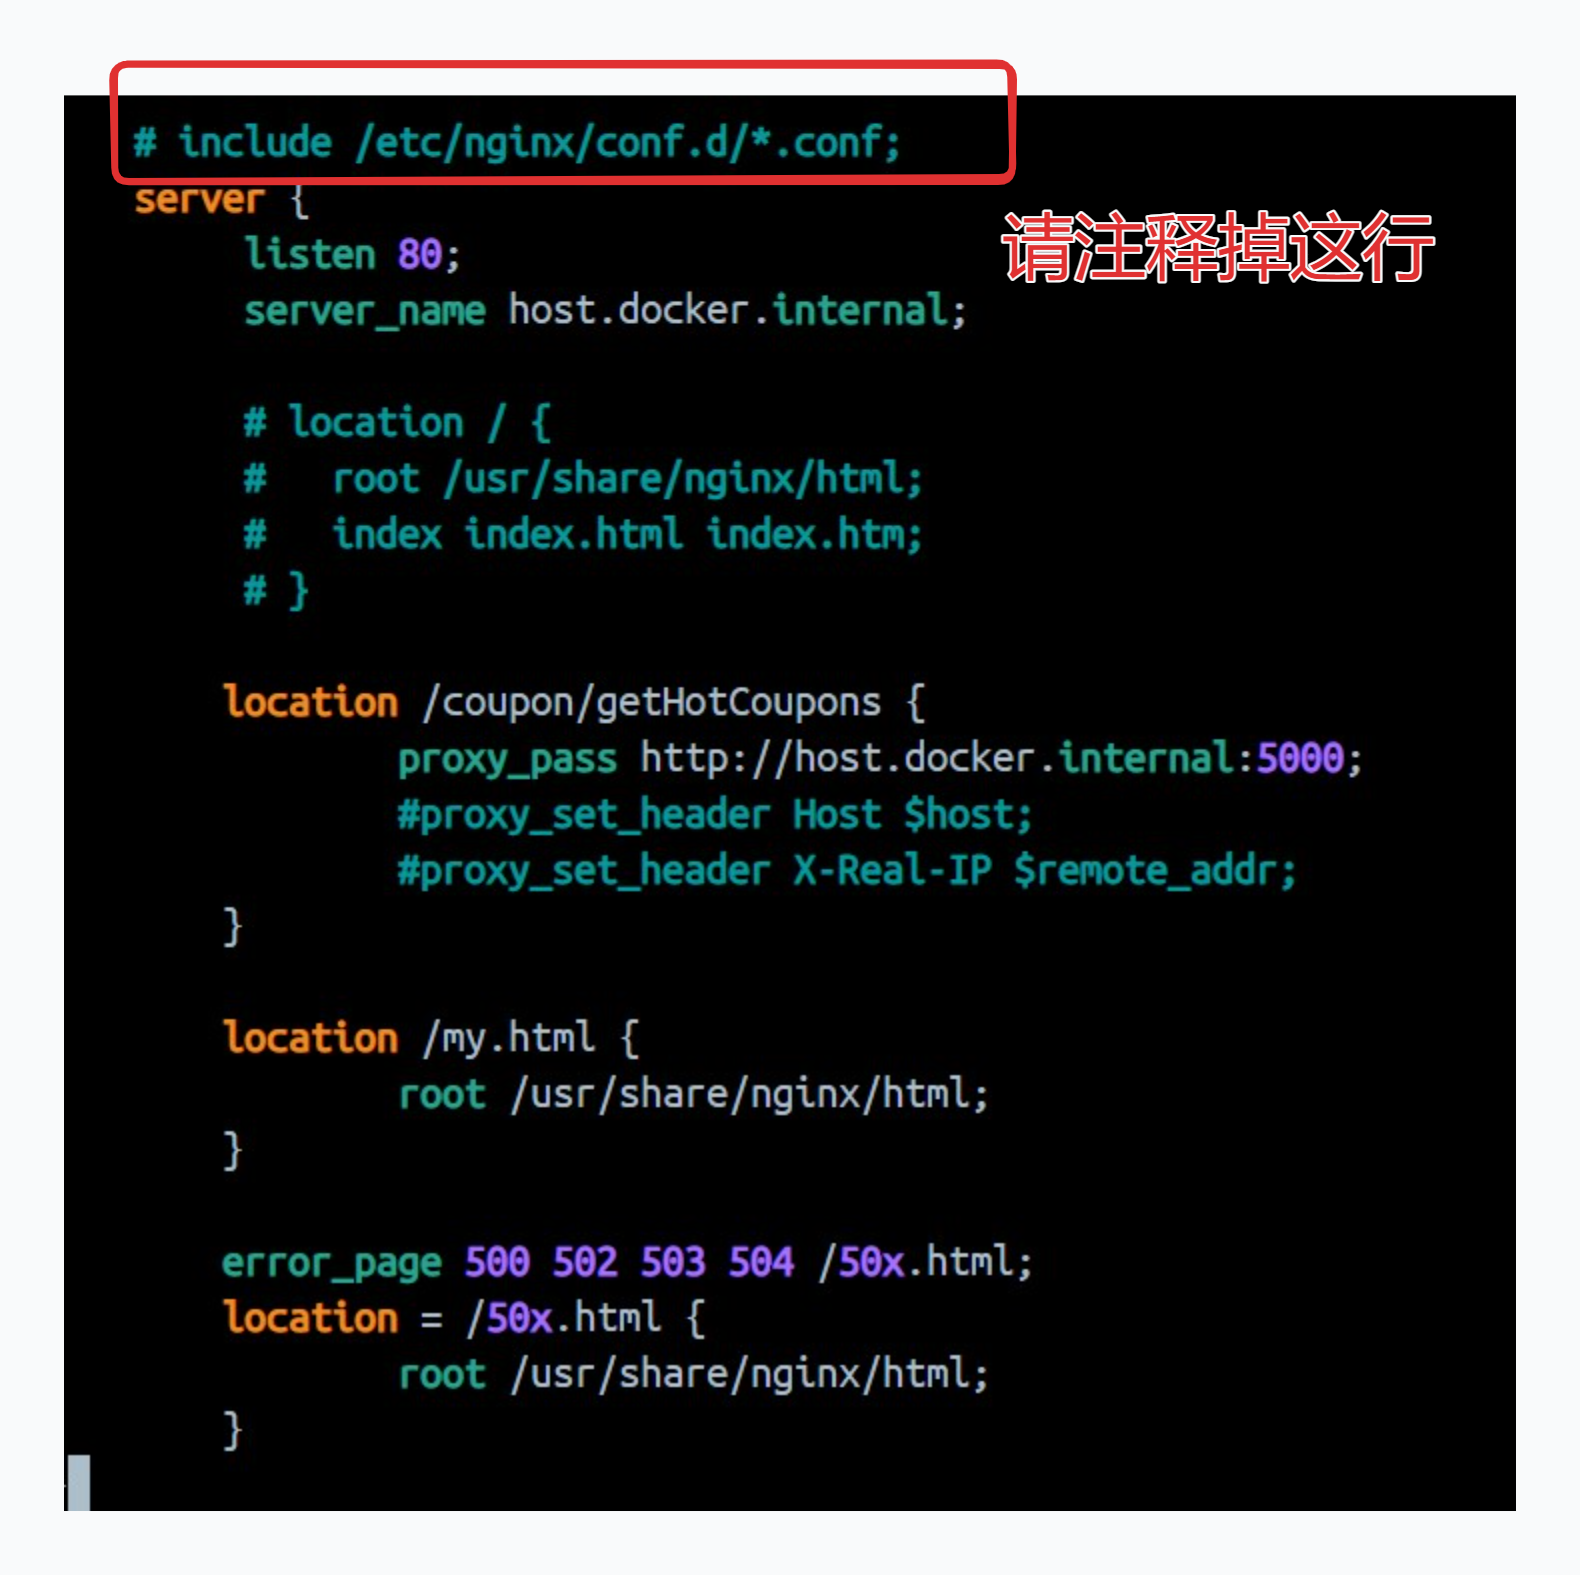 # include /etc/nginx/conf.d/*.conf;
server {
listen 80;
请注释掉这行
server_name host.docker.internal;
# location / {
#   root /usr/share/nginx/html;
#   index index.html index.htm;
# }
location /coupon/getHotCoupons {
proxy_pass http://host.docker.internal:5000;
#proxy_set_header Host $host;
#proxy_set_header X-Real-IP $remote_addr;
}
location /my.html {
root /usr/share/nginx/html;
}
error_page 500 502 503 504 /50x.html;
location = /50x.html {
root /usr/share/nginx/html;
}